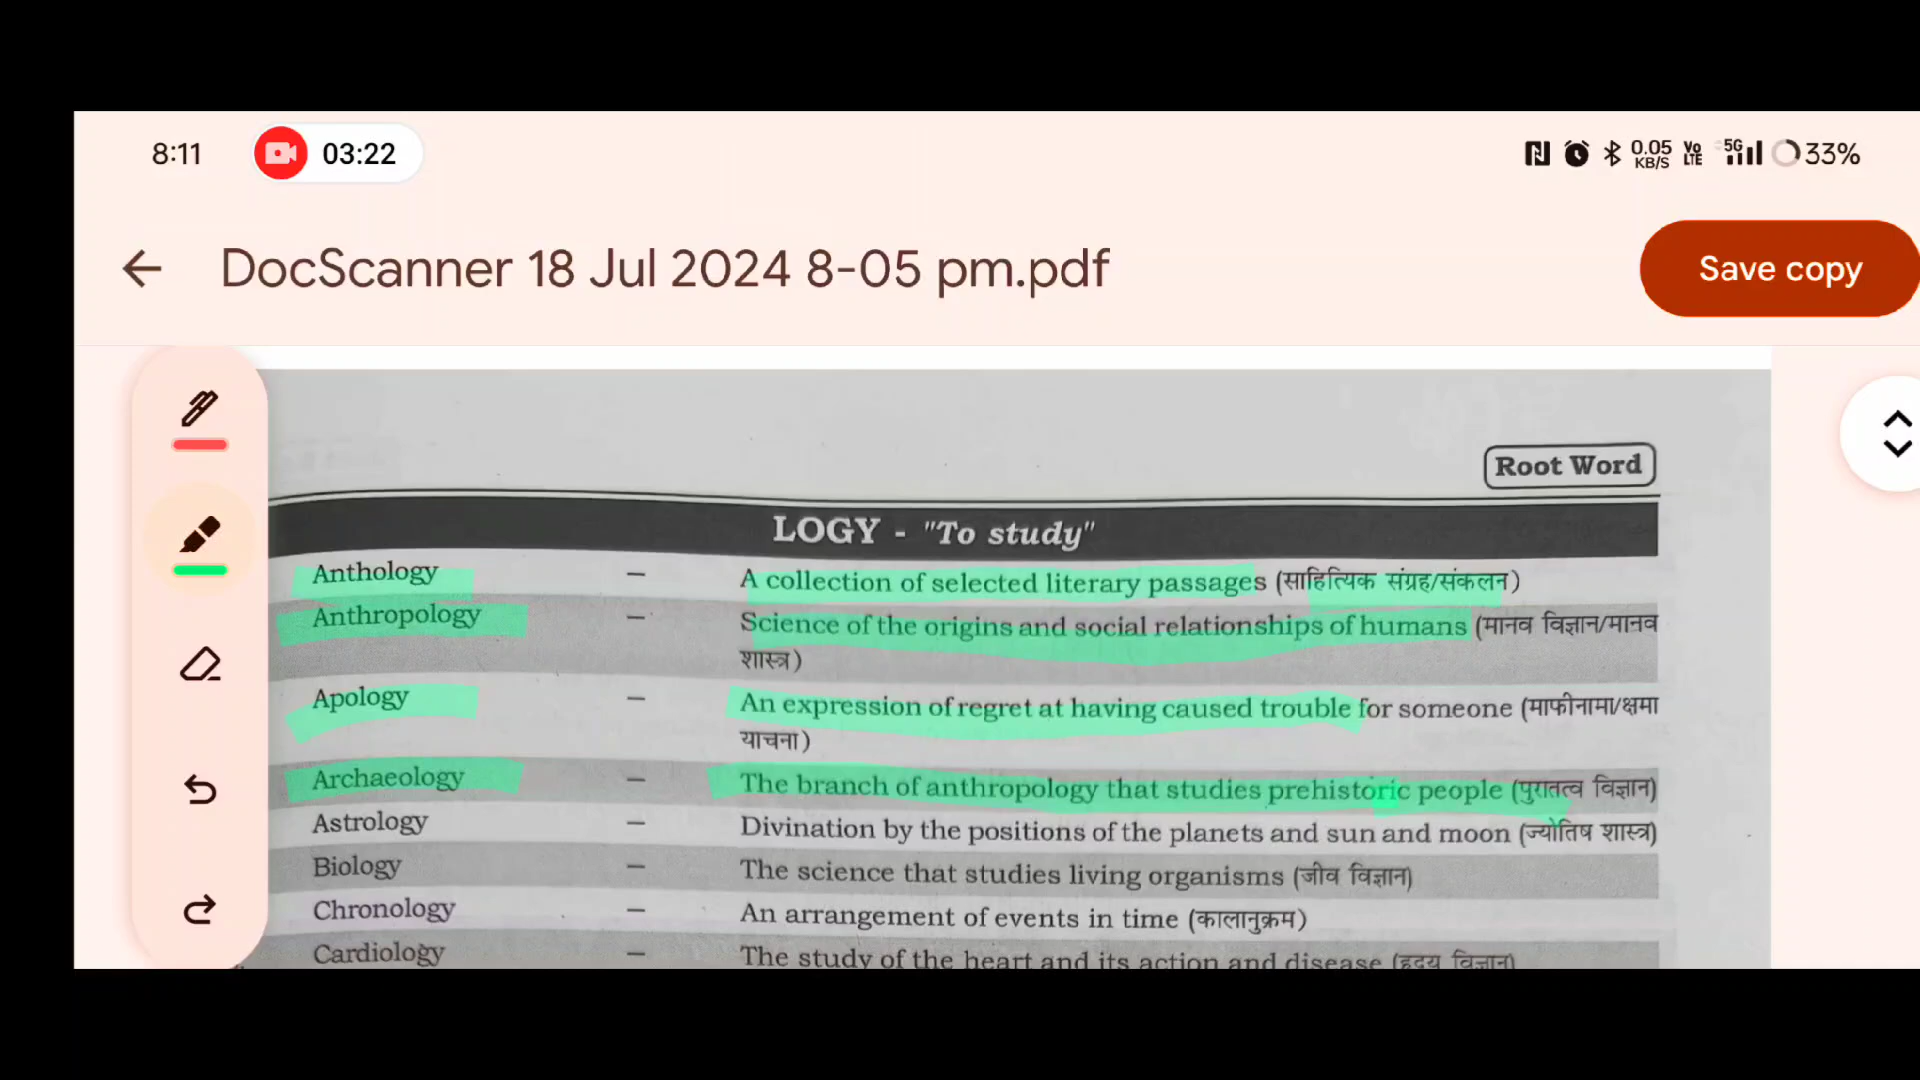 8:11 03:22 0.05 KB/S Vo LTE 5G 33%
DocScanner 18 Jul 2024 8-05 pm.pdf Save copy
Root Word
LOGY - "To study"
Anthology — A collection of selected literary passages (साहित्यिक संग्रह/संकलन)
Anthropology — Science of the origins and social relationships of humans (मानव विज्ञान/मानव
शास्त्र)
Apology — An expression of regret at having caused trouble for someone (माफीनामा/क्षमा
याचना)
Archaeology — The branch of anthropology that studies prehistoric people (पुरातत्व विज्ञान)
Astrology — Divination by the positions of the planets and sun and moon (ज्योतिष शास्त्र)
Biology — The science that studies living organisms (जीव विज्ञान)
Chronology — An arrangement of events in time (कालानुक्रम)
Cardiology — The study of the heart and its action and disease (हृदय विज्ञान)